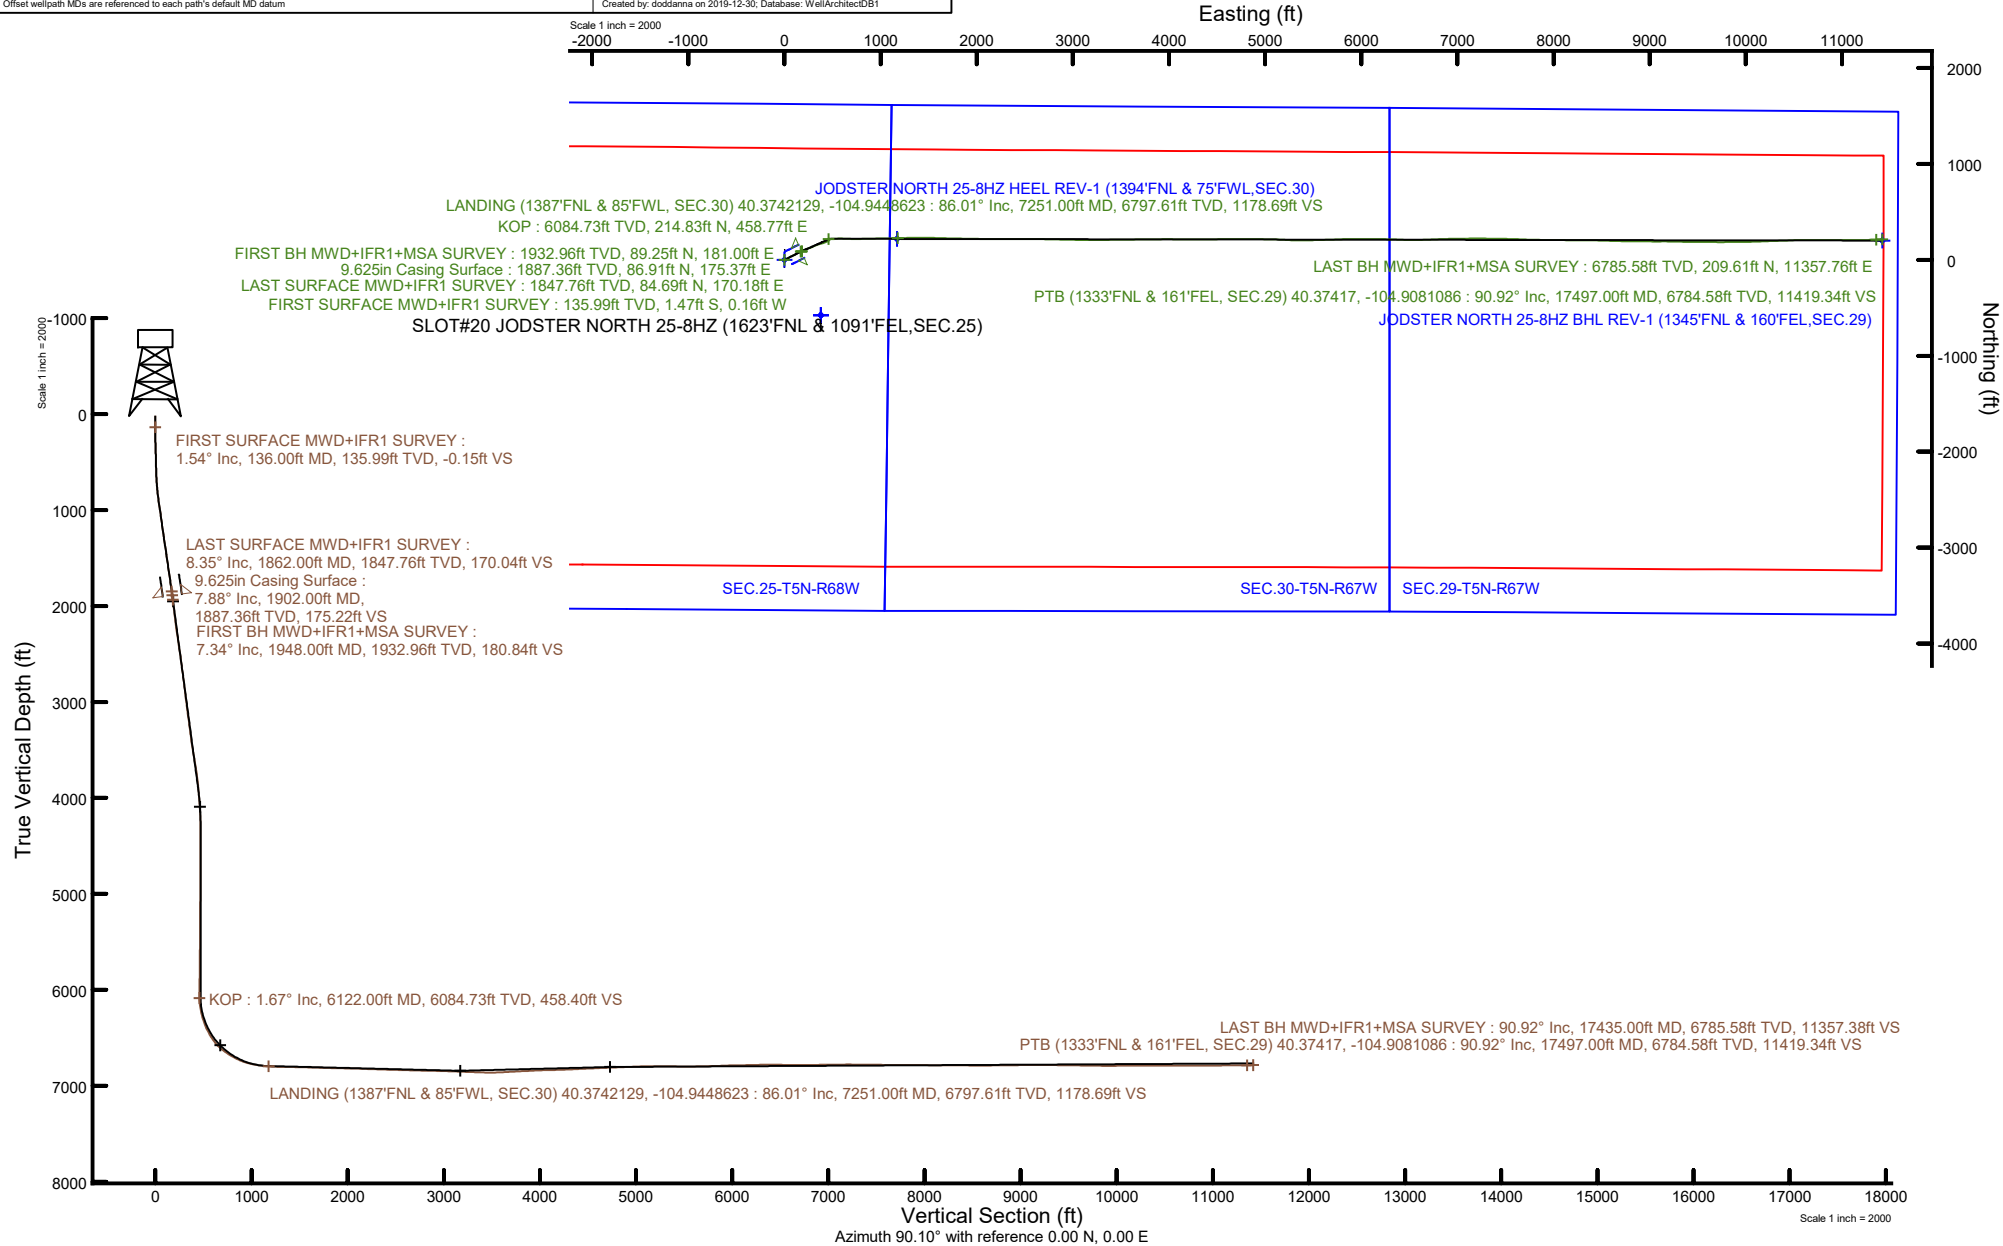 Offset wellpath MDs are referenced to each path's default MD datum
Created by: doddanna on 2019-12-30; Database: WellArchitectDB1
Easting (ft)
Scale 1 inch = 2000
-2000 -1000 0 1000 2000 3000 4000 5000 6000 7000 8000 9000 10000 11000
2000
1000
0
-1000
-2000
-3000
-4000
Northing (ft)
JODSTER NORTH 25-8HZ HEEL REV-1 (1394'FNL & 75'FWL,SEC.30)
LANDING (1387'FNL & 85'FWL, SEC.30) 40.3742129, -104.9448623 : 86.01° Inc, 7251.00ft MD, 6797.61ft TVD, 1178.69ft VS
KOP : 6084.73ft TVD, 214.83ft N, 458.77ft E
FIRST BH MWD+IFR1+MSA SURVEY : 1932.96ft TVD, 89.25ft N, 181.00ft E
9.625in Casing Surface : 1887.36ft TVD, 86.91ft N, 175.37ft E
LAST SURFACE MWD+IFR1 SURVEY : 1847.76ft TVD, 84.69ft N, 170.18ft E
FIRST SURFACE MWD+IFR1 SURVEY : 135.99ft TVD, 1.47ft S, 0.16ft W
SLOT#20 JODSTER NORTH 25-8HZ (1623'FNL & 1091'FEL,SEC.25)
LAST BH MWD+IFR1+MSA SURVEY : 6785.58ft TVD, 209.61ft N, 11357.76ft E
PTB (1333'FNL & 161'FEL, SEC.29) 40.37417, -104.9081086 : 90.92° Inc, 17497.00ft MD, 6784.58ft TVD, 11419.34ft VS
JODSTER NORTH 25-8HZ BHL REV-1 (1345'FNL & 160'FEL,SEC.29)
SEC.25-T5N-R68W
SEC.30-T5N-R67W
SEC.29-T5N-R67W
Scale 1 inch = 2000
-1000
0
1000
2000
3000
4000
5000
6000
7000
8000
True Vertical Depth (ft)
FIRST SURFACE MWD+IFR1 SURVEY :
1.54° Inc, 136.00ft MD, 135.99ft TVD, -0.15ft VS
LAST SURFACE MWD+IFR1 SURVEY :
8.35° Inc, 1862.00ft MD, 1847.76ft TVD, 170.04ft VS
9.625in Casing Surface :
7.88° Inc, 1902.00ft MD,
1887.36ft TVD, 175.22ft VS
FIRST BH MWD+IFR1+MSA SURVEY :
7.34° Inc, 1948.00ft MD, 1932.96ft TVD, 180.84ft VS
KOP : 1.67° Inc, 6122.00ft MD, 6084.73ft TVD, 458.40ft VS
LAST BH MWD+IFR1+MSA SURVEY : 90.92° Inc, 17435.00ft MD, 6785.58ft TVD, 11357.38ft VS
PTB (1333'FNL & 161'FEL, SEC.29) 40.37417, -104.9081086 : 90.92° Inc, 17497.00ft MD, 6784.58ft TVD, 11419.34ft VS
LANDING (1387'FNL & 85'FWL, SEC.30) 40.3742129, -104.9448623 : 86.01° Inc, 7251.00ft MD, 6797.61ft TVD, 1178.69ft VS
0 1000 2000 3000 4000 5000 6000 7000 8000 9000 10000 11000 12000 13000 14000 15000 16000 17000 18000
Vertical Section (ft)
Scale 1 inch = 2000
Azimuth 90.10° with reference 0.00 N, 0.00 E